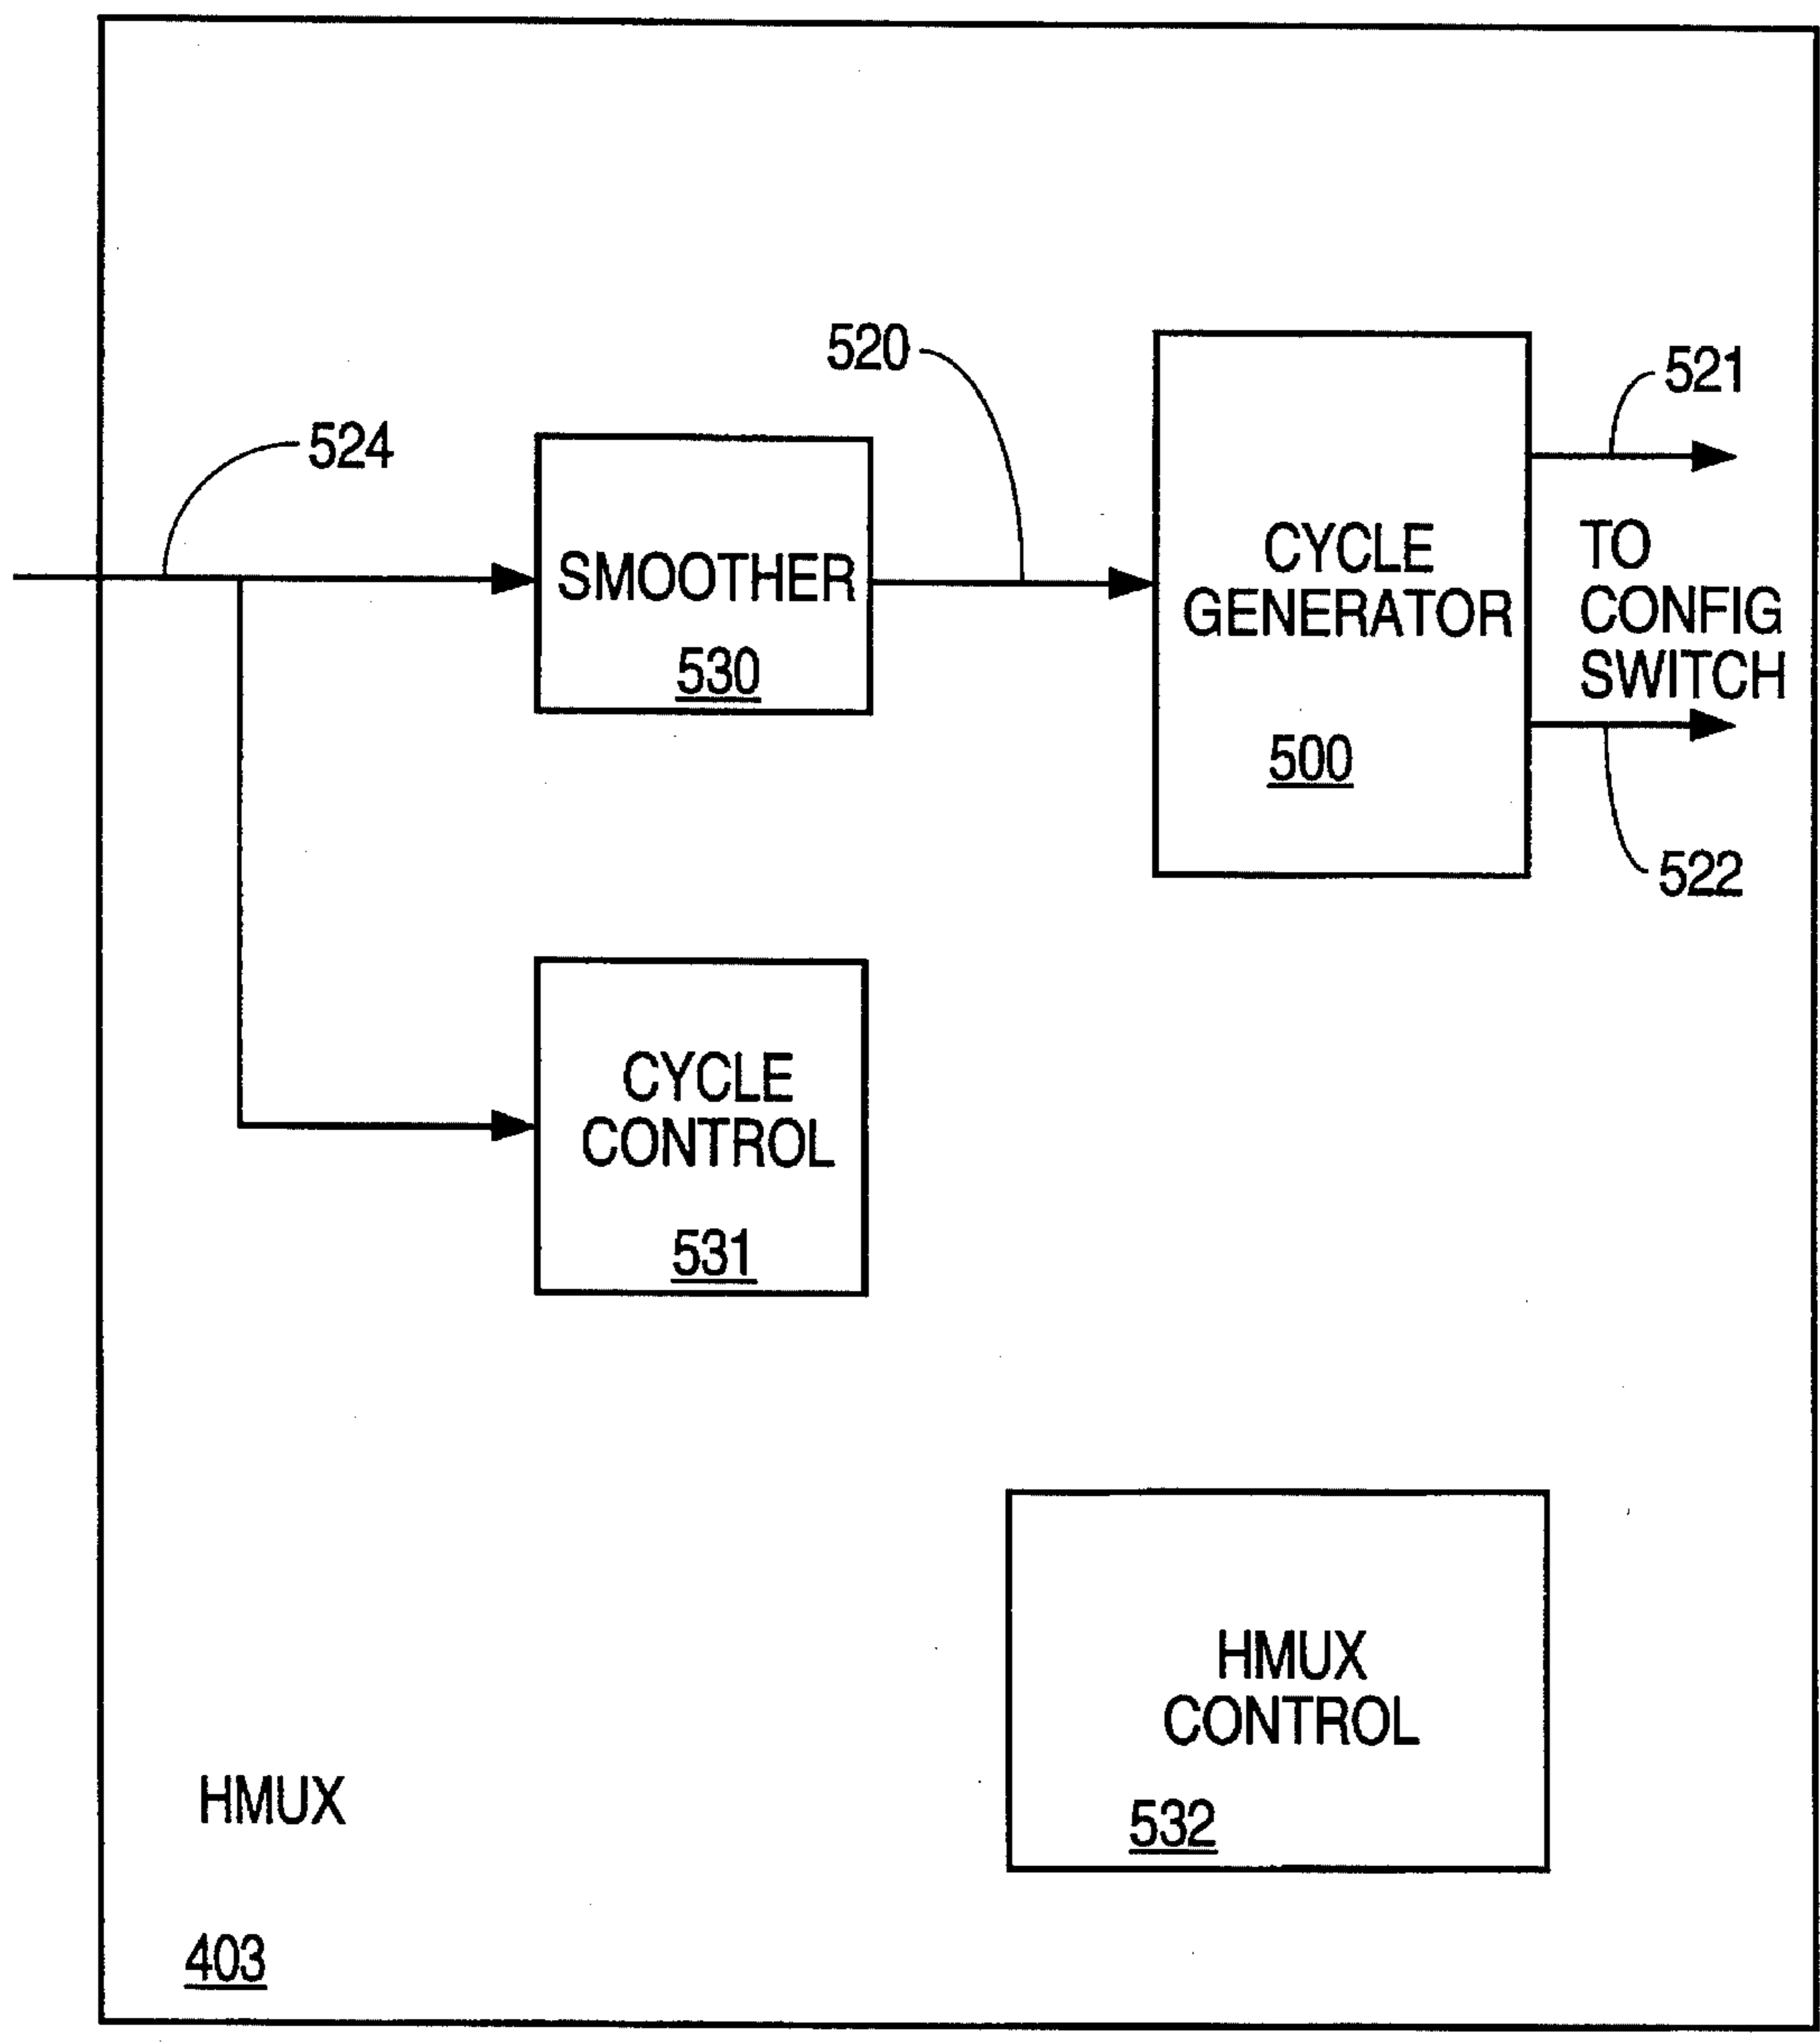 520
521
524
SMOOTHER
530
CYCLE
GENERATOR
500
TO
CONFIG
SWITCH
522
CYCLE
CONTROL
531
HMUX
CONTROL
532
HMUX
403